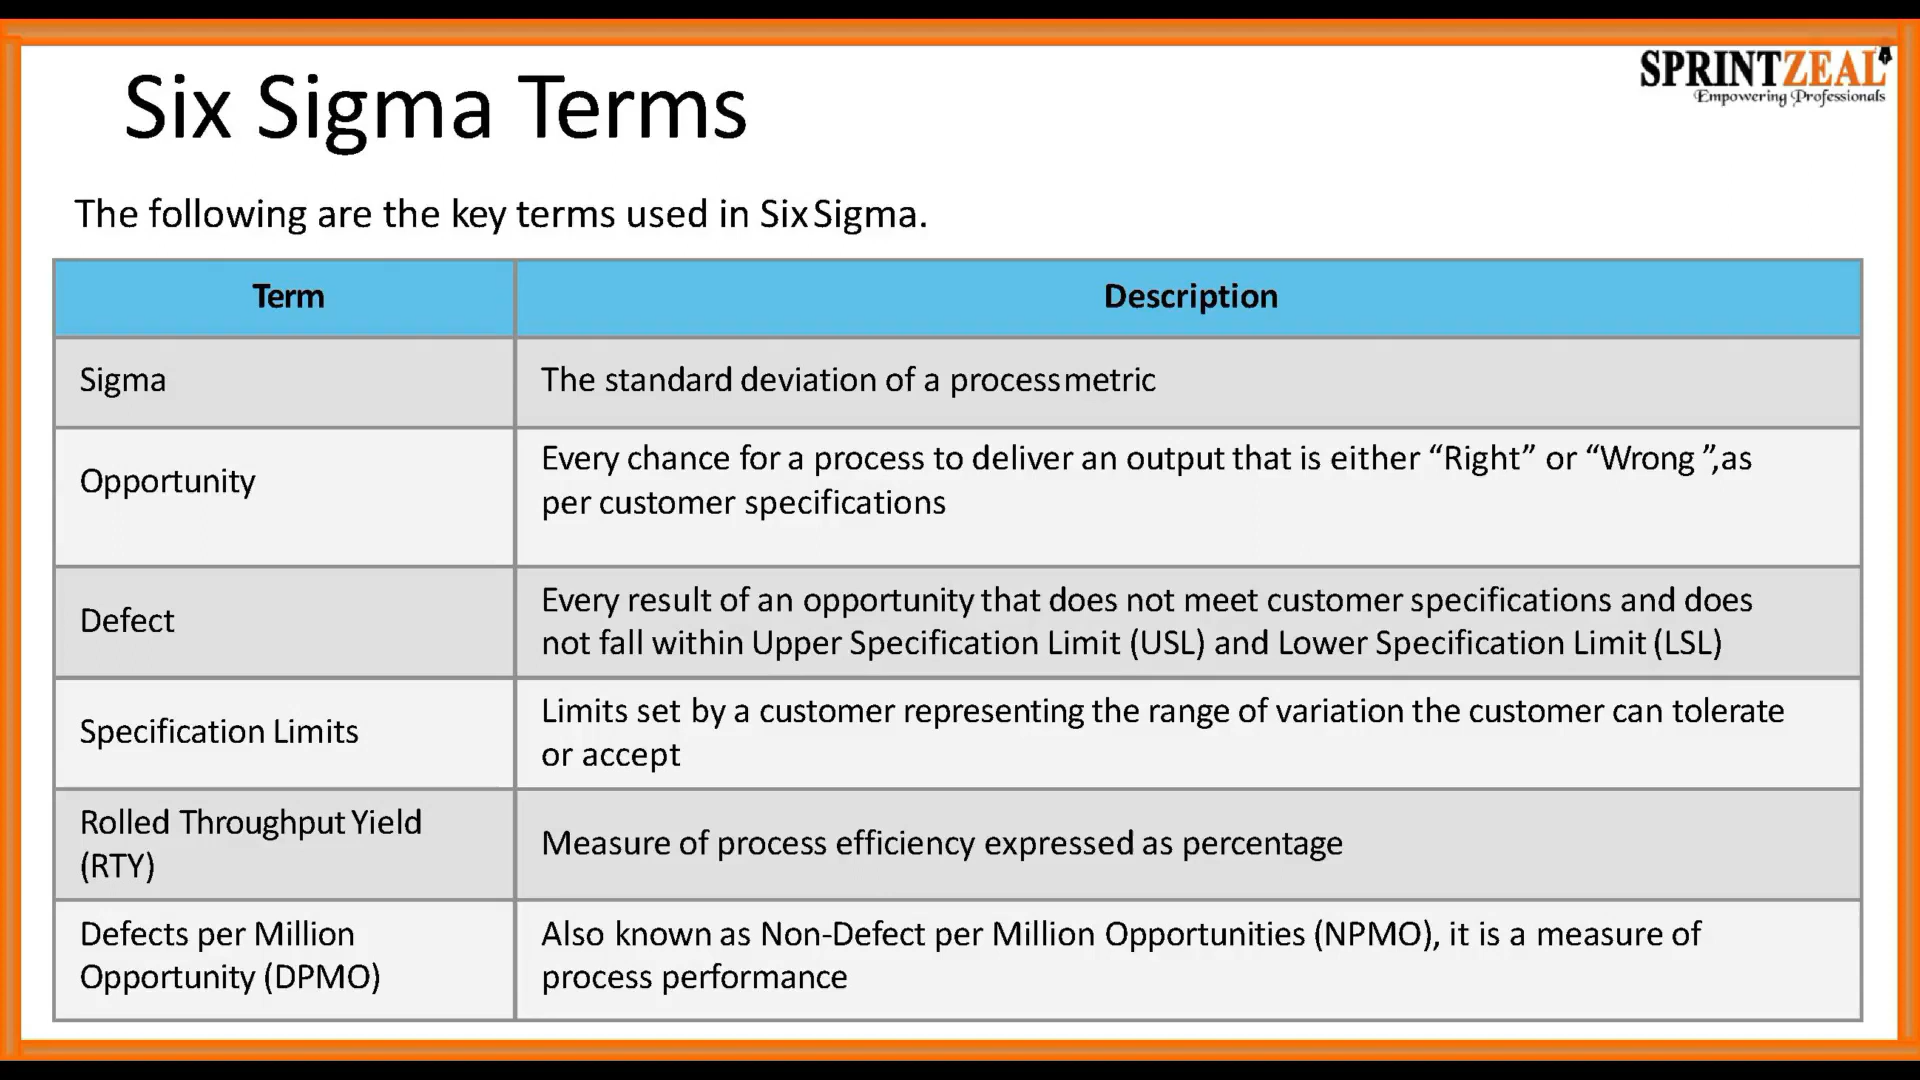 SPRINTZEAL
Empowering Professionals
Six Sigma Terms
The following are the key terms used in Six Sigma.
Term
Description
Sigma
The standard deviation of a process metric
Opportunity
Every chance for a process to deliver an output that is either “Right” or “Wrong ”,as
per customer specifications
Defect
Every result of an opportunity that does not meet customer specifications and does
not fall within Upper Specification Limit (USL) and Lower Specification Limit (LSL)
Specification Limits
Limits set by a customer representing the range of variation the customer can tolerate
or accept
Rolled Throughput Yield
(RTY)
Measure of process efficiency expressed as percentage
Defects per Million
Opportunity (DPMO)
Also known as Non-Defect per Million Opportunities (NPMO), it is a measure of
process performance